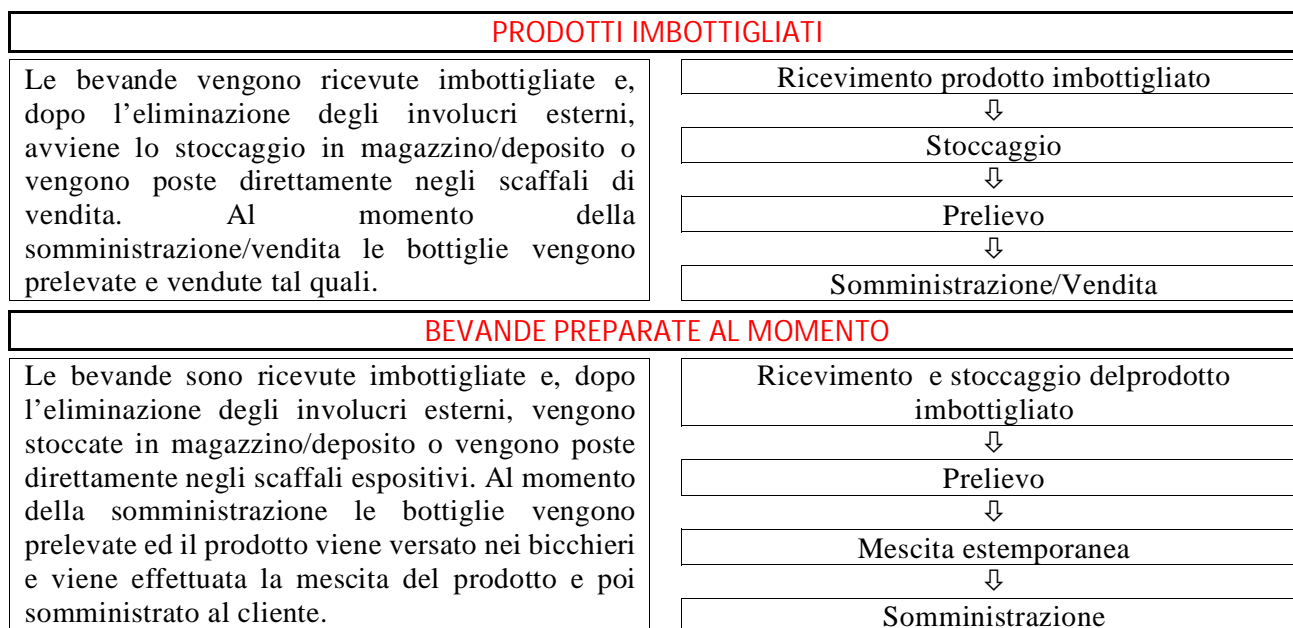 PRODOTTI IMBOTTIGLIATI
Le bevande vengono ricevute imbottigliate e,
dopo l'eliminazione degli involucri esterni,
avviene lo stoccaggio in magazzino/deposito o
vengono poste direttamente negli scaffali di
vendita. Al momento della
somministrazione/vendita le bottiglie vengono
prelevate e vendute tal quali.
Ricevimento prodotto imbottigliato
⇩
Stoccaggio
⇩
Prelievo
⇩
Somministrazione/Vendita
BEVANDE PREPARATE AL MOMENTO
Le bevande sono ricevute imbottigliate e, dopo
l'eliminazione degli involucri esterni, vengono
stoccate in magazzino/deposito o vengono poste
direttamente negli scaffali espositivi. Al momento
della somministrazione le bottiglie vengono
prelevate ed il prodotto viene versato nei bicchieri
e viene effettuata la mescita del prodotto e poi
somministrato al cliente.
Ricevimento e stoccaggio delprodotto
imbottigliato
⇩
Prelievo
⇩
Mescita estemporanea
⇩
Somministrazione